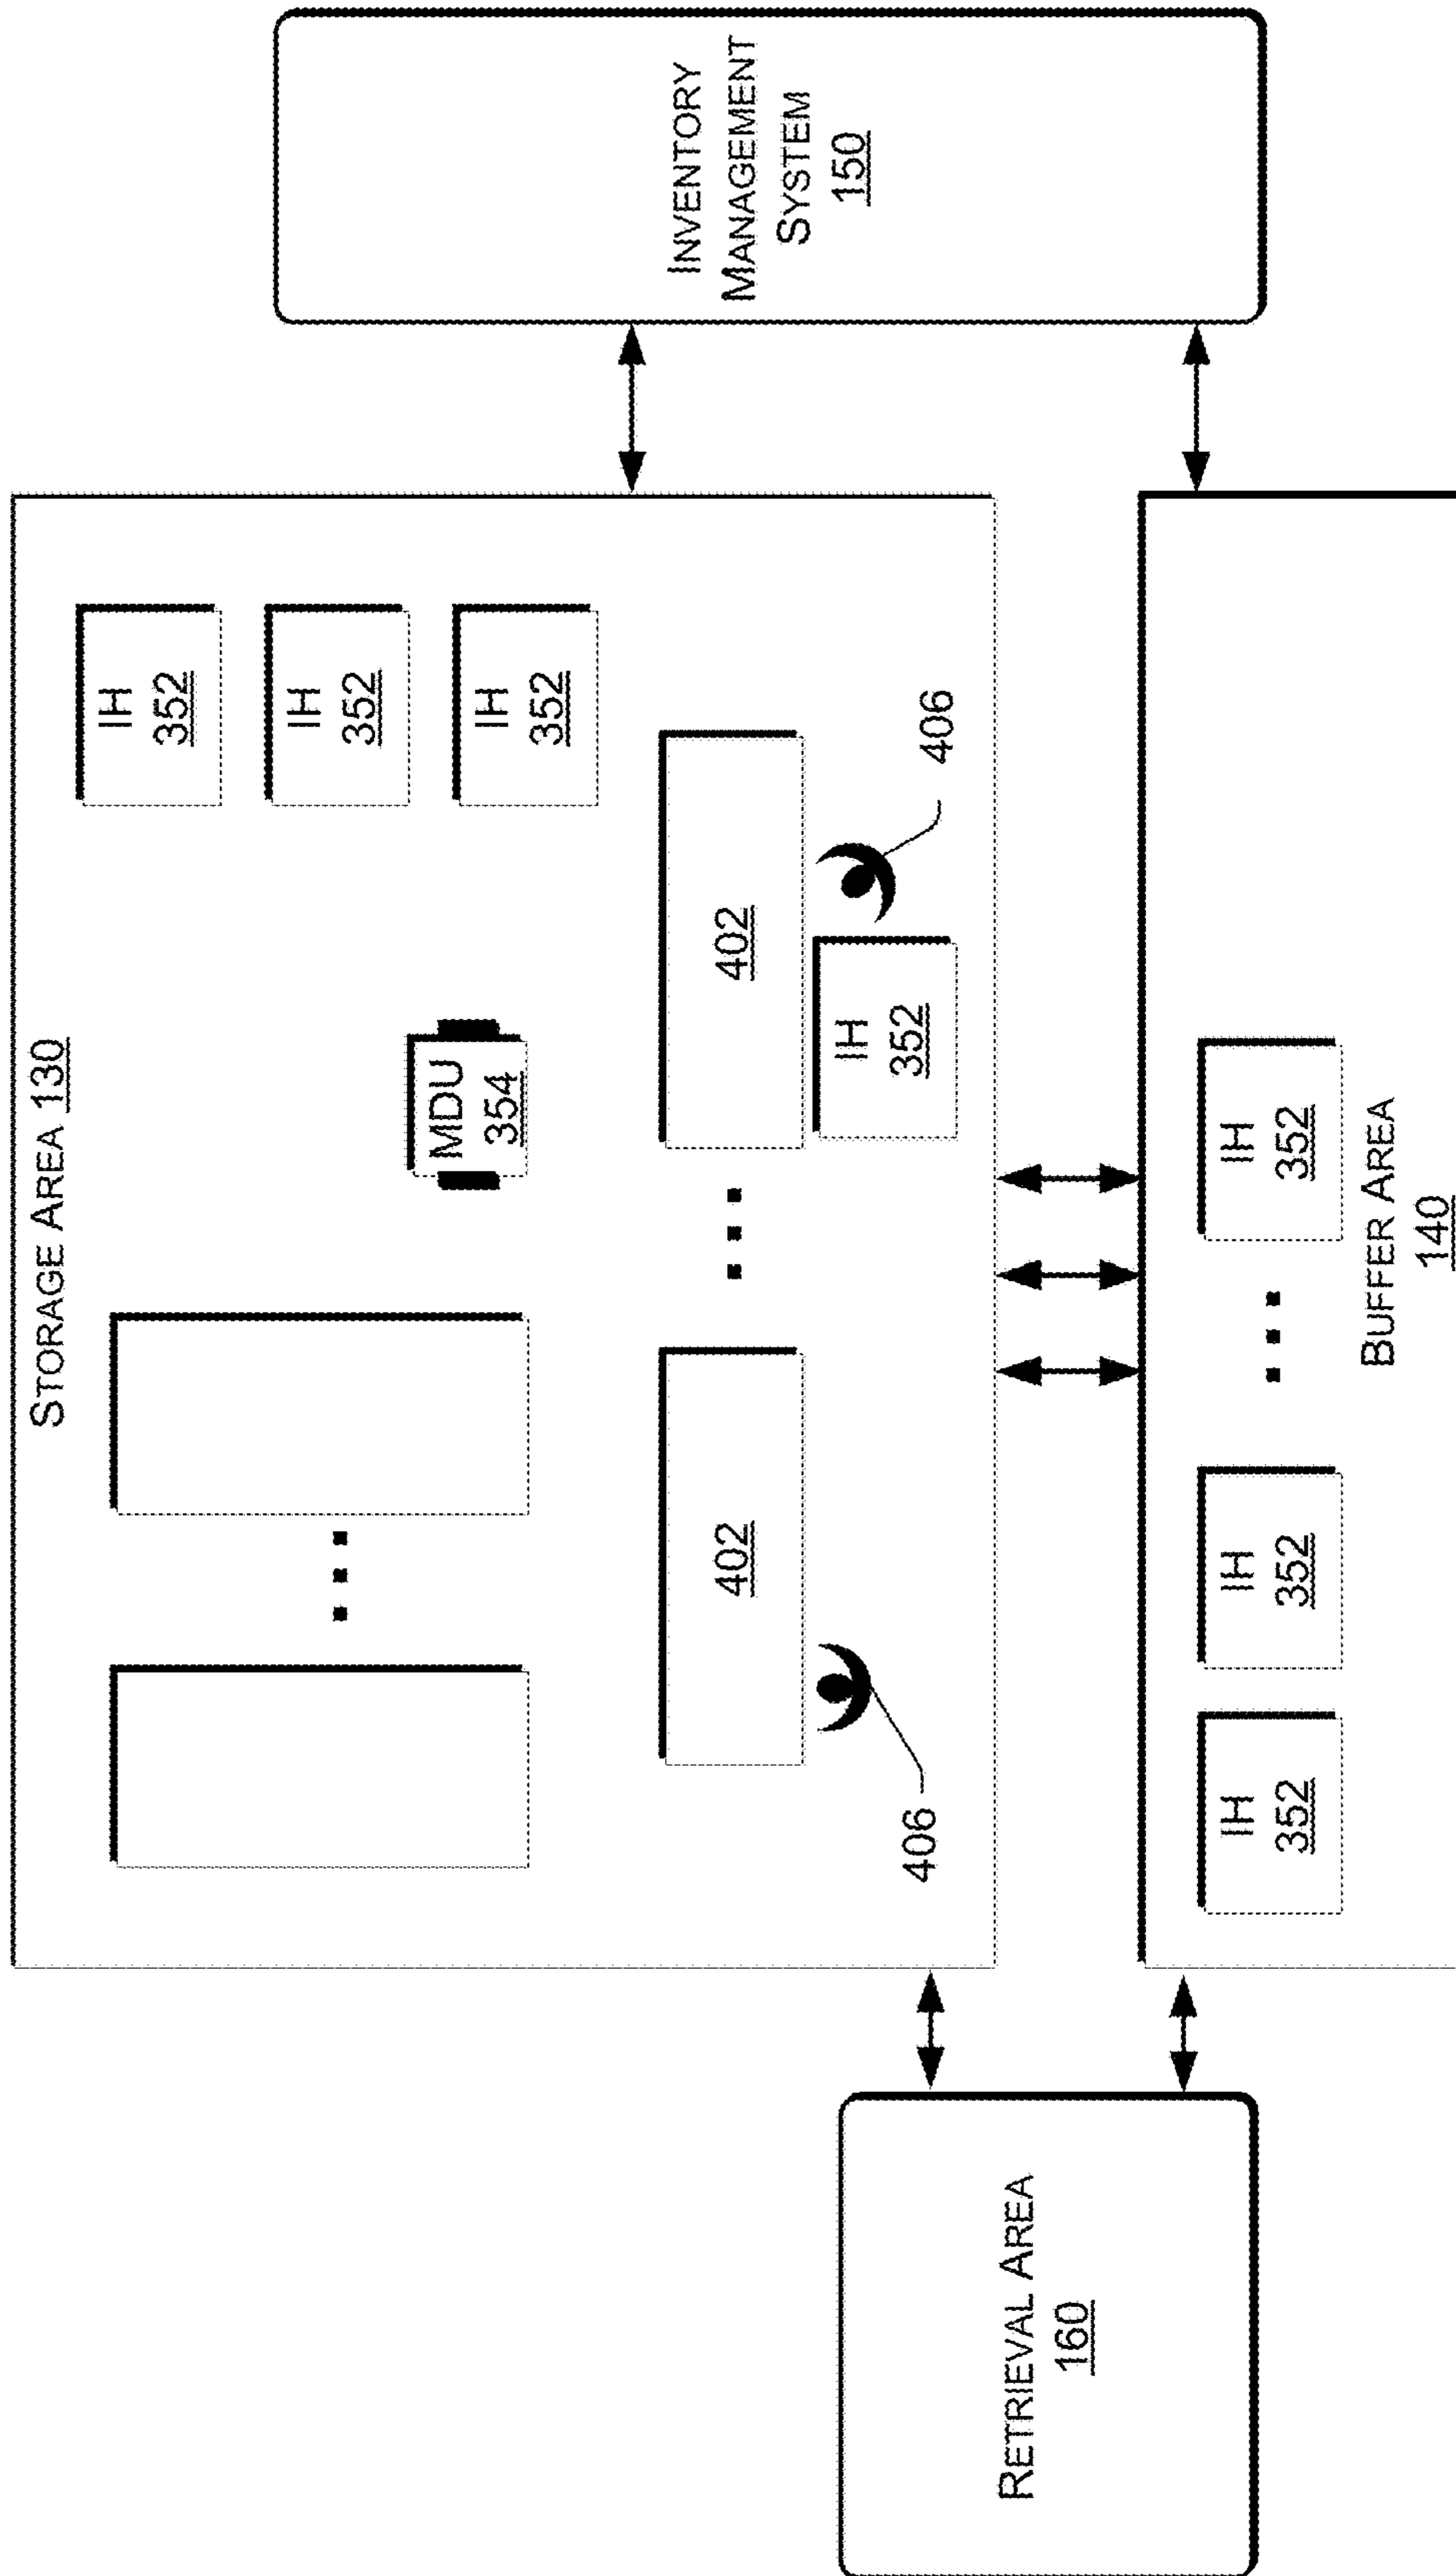 STORAGE AREA 130
IH
352
IH
352
IH
352
MDU
354
402
402
IH
352
406
406
INVENTORY
MANAGEMENT
SYSTEM
150
RETRIEVAL AREA
160
IH
352
IH
352
IH
352
BUFFER AREA
140